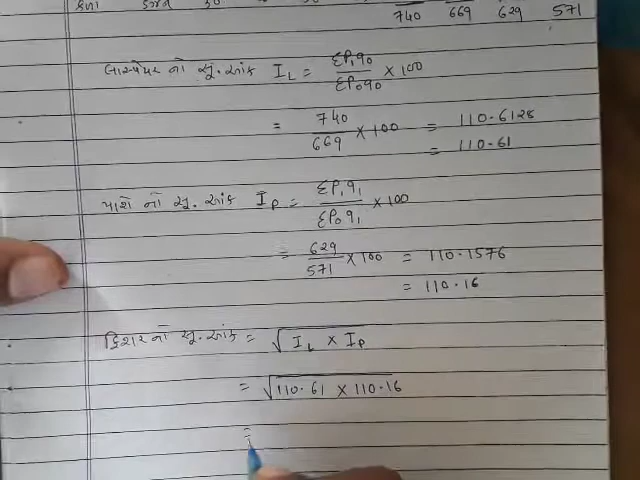 740 669 629 571
લાસ્પેયર નો સૂ. આંક I_L = ΣP₁q₀ / ΣP₀q₀ × 100
= 740 / 669 × 100 = 110.6128
= 110.61
પાશે નો સૂ. આંક I_P = ΣP₁q₁ / ΣP₀q₁ × 100
= 629 / 571 × 100 = 110.1576
= 110.16
ફિશર નો સૂ. આંક = √(I_L × I_P)
= √(110.61 × 110.16)
=